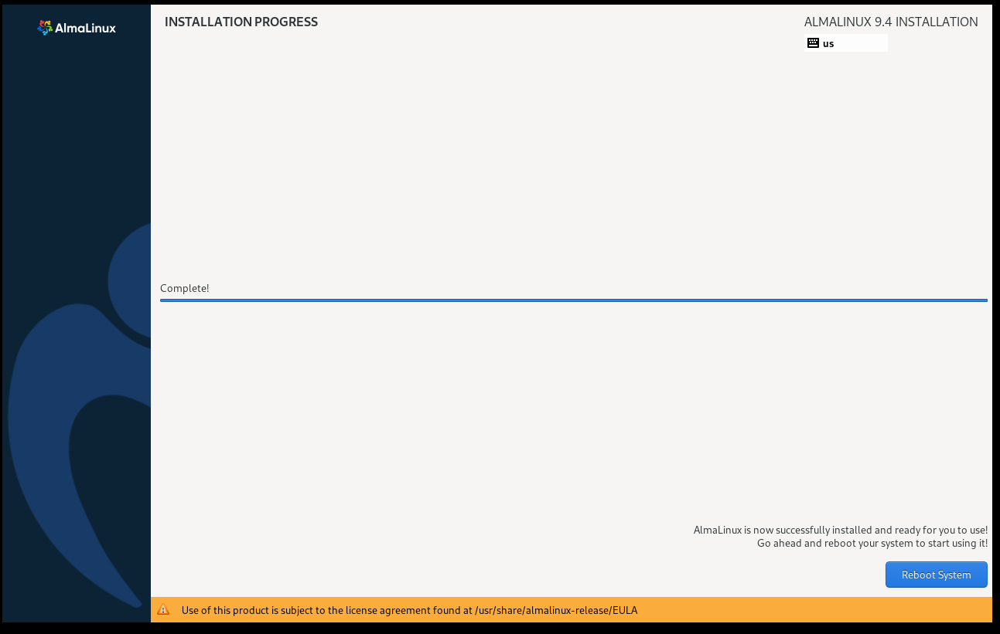 AlmaLinux
INSTALLATION PROGRESS
ALMALINUX 9.4 INSTALLATION
us
Complete!
AlmaLinux is now successfully installed and ready for you to use!
Go ahead and reboot your system to start using it!
Reboot System
Use of this product is subject to the license agreement found at /usr/share/almalinux-release/EULA